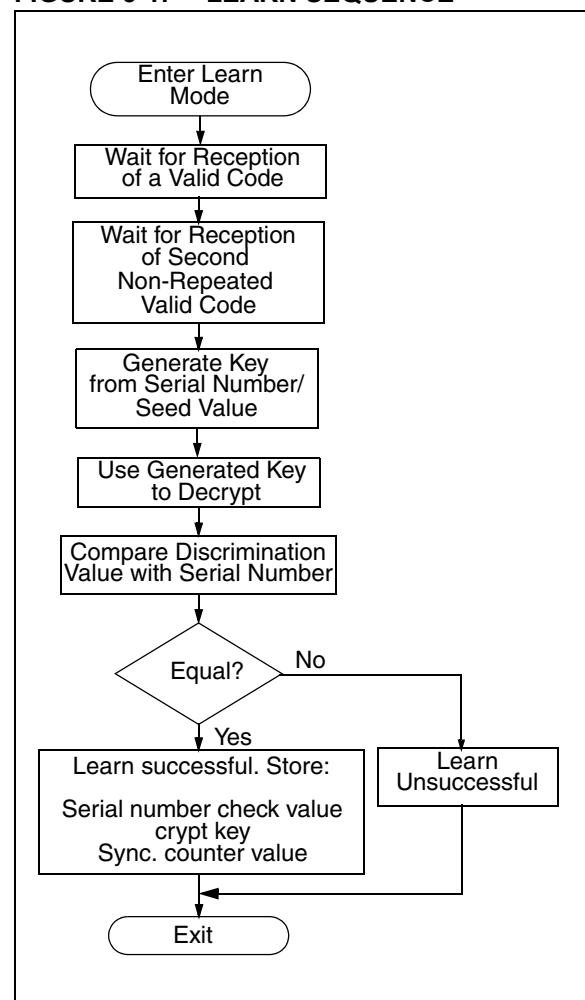 Enter Learn
Mode
Wait for Reception
of a Valid Code
Wait for Reception
of Second
Non-Repeated
Valid Code
Generate Key
from Serial Number/
Seed Value
Use Generated Key
to Decrypt
Compare Discrimination
Value with Serial Number
Equal?
No
Yes
Learn successful. Store:
Serial number check value
crypt key
Sync. counter value
Learn
Unsuccessful
Exit